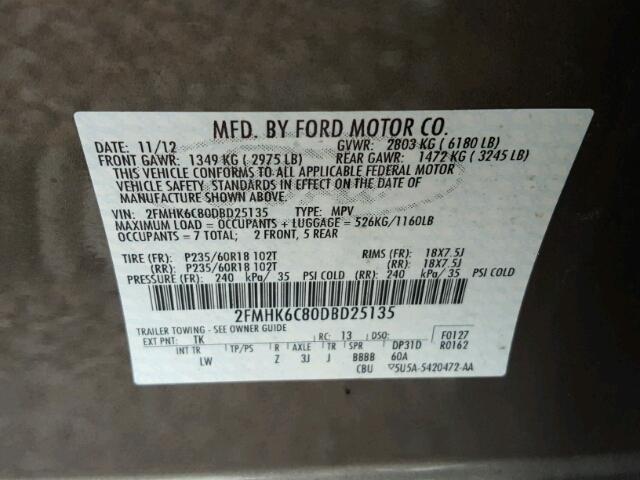 MFD. BY FORD MOTOR CO.
DATE: 11/12 GVWR: 2803 KG ( 6180 LB)
FRONT GAWR: 1349 KG ( 2975 LB) REAR GAWR: 1472 KG ( 3245 LB)
THIS VEHICLE CONFORMS TO ALL APPLICABLE FEDERAL MOTOR
VEHICLE SAFETY STANDARDS IN EFFECT ON THE DATE OF
MANUFACTURE SHOWN ABOVE.
VIN: 2FMHK6C80DBD25135 TYPE: MPV
MAXIMUM LOAD = OCCUPANTS + LUGGAGE = 526KG/1160LB
OCCUPANTS = 7 TOTAL; 2 FRONT, 5 REAR
TIRE (FR): P235/60R18 102T RIMS (FR): 18X7.5J
(RR): P235/60R18 102T (RR): 18X7.5J
PRESSURE (FR): 240 kPa/ 35 PSI COLD (RR): 240 kPa/ 35 PSI COLD
2FMHK6C80DBD25135
TRAILER TOWING - SEE OWNER GUIDE F0127
EXT PNT: TK RC: 13 DSO: DP31D R0162
INT TR TP/PS R AXLE TR SPR 60A
LW Z 3J J BBBB
CBU 5U5A-5420472-AA